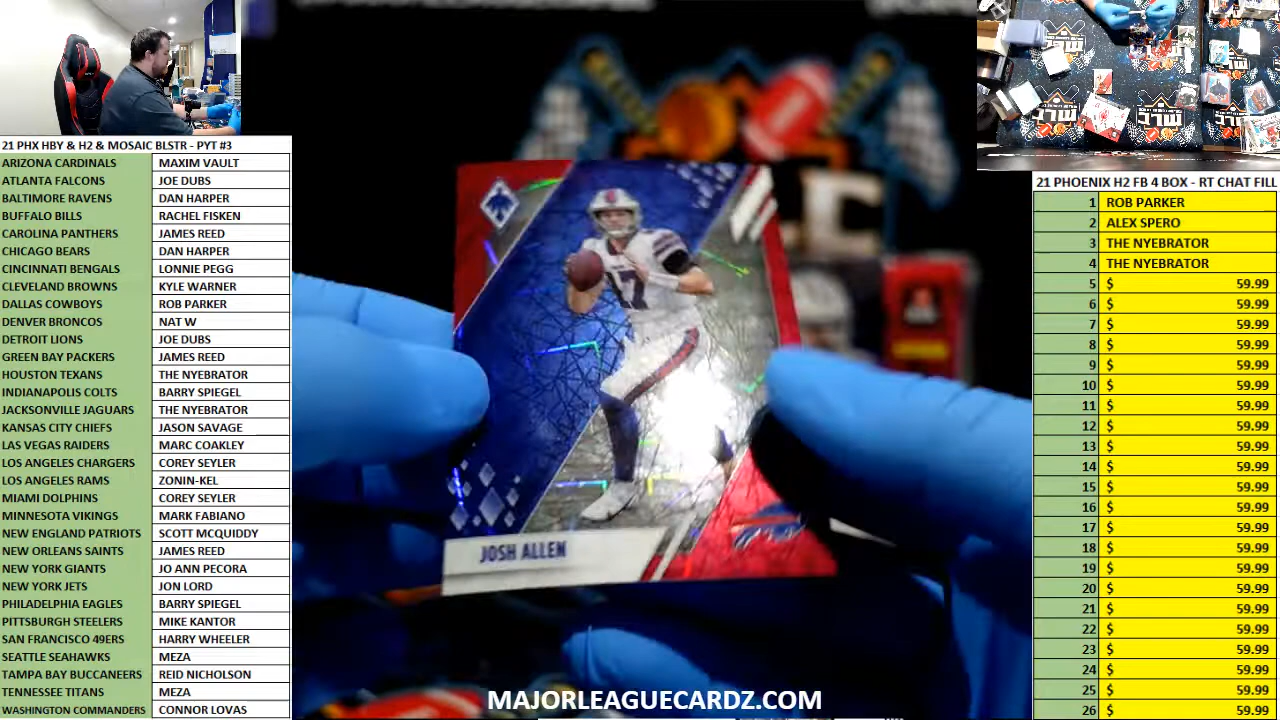 21 PHX HBY & H2 & MOSAIC BLSTR - PYT #3
ARIZONA CARDINALS MAXIM VAULT
ATLANTA FALCONS JOE DUBS
BALTIMORE RAVENS DAN HARPER
BUFFALO BILLS RACHEL FISKEN
CAROLINA PANTHERS JAMES REED
CHICAGO BEARS DAN HARPER
CINCINNATI BENGALS LONNIE PEGG
CLEVELAND BROWNS KYLE WARNER
DALLAS COWBOYS ROB PARKER
DENVER BRONCOS NAT W
DETROIT LIONS JOE DUBS
GREEN BAY PACKERS JAMES REED
HOUSTON TEXANS THE NYEBRATOR
INDIANAPOLIS COLTS BARRY SPIEGEL
JACKSONVILLE JAGUARS THE NYEBRATOR
KANSAS CITY CHIEFS JASON SAVAGE
LAS VEGAS RAIDERS MARC COAKLEY
LOS ANGELES CHARGERS COREY SEYLER
LOS ANGELES RAMS ZONIN-KEL
MIAMI DOLPHINS COREY SEYLER
MINNESOTA VIKINGS MARK FABIANO
NEW ENGLAND PATRIOTS SCOTT MCQUIDDY
NEW ORLEANS SAINTS JAMES REED
NEW YORK GIANTS JO ANN PECORA
NEW YORK JETS JON LORD
PHILADELPHIA EAGLES BARRY SPIEGEL
PITTSBURGH STEELERS MIKE KANTOR
SAN FRANCISCO 49ERS HARRY WHEELER
SEATTLE SEAHAWKS MEZA
TAMPA BAY BUCCANEERS REID NICHOLSON
TENNESSEE TITANS MEZA
WASHINGTON COMMANDERS CONNOR LOVAS
17
JOSH ALLEN
MAJORLEAGUECARDZ.COM
21 PHOENIX H2 FB 4 BOX - RT CHAT FILL
1 ROB PARKER
2 ALEX SPERO
3 THE NYEBRATOR
4 THE NYEBRATOR
5 $ 59.99
6 $ 59.99
7 $ 59.99
8 $ 59.99
9 $ 59.99
10 $ 59.99
11 $ 59.99
12 $ 59.99
13 $ 59.99
14 $ 59.99
15 $ 59.99
16 $ 59.99
17 $ 59.99
18 $ 59.99
19 $ 59.99
20 $ 59.99
21 $ 59.99
22 $ 59.99
23 $ 59.99
24 $ 59.99
25 $ 59.99
26 $ 59.99